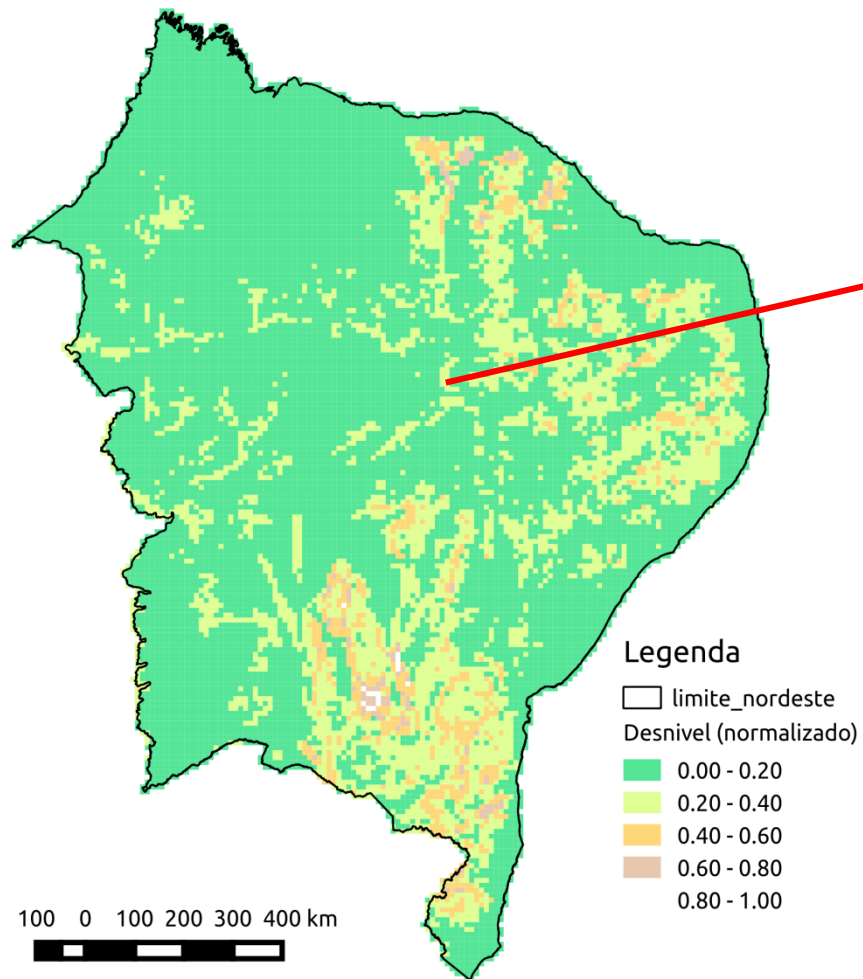 Legenda
limite_nordeste
Desnivel (normalizado)
0.00 - 0.20
0.20 - 0.40
0.40 - 0.60
0.60 - 0.80
0.80 - 1.00
100 0 100 200 300 400 km